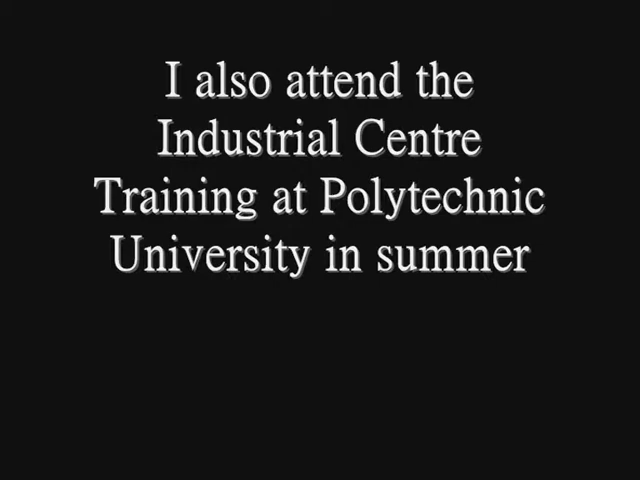 I also attend the
Industrial Centre
Training at Polytechnic
University in summer